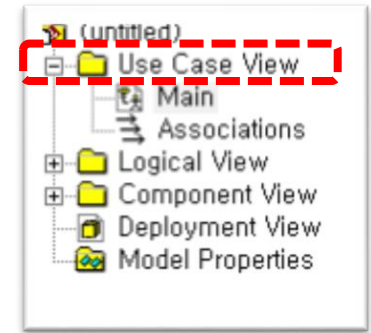 (untitled)
Use Case View
Main
Associations
Logical View
Component View
Deployment View
Model Properties